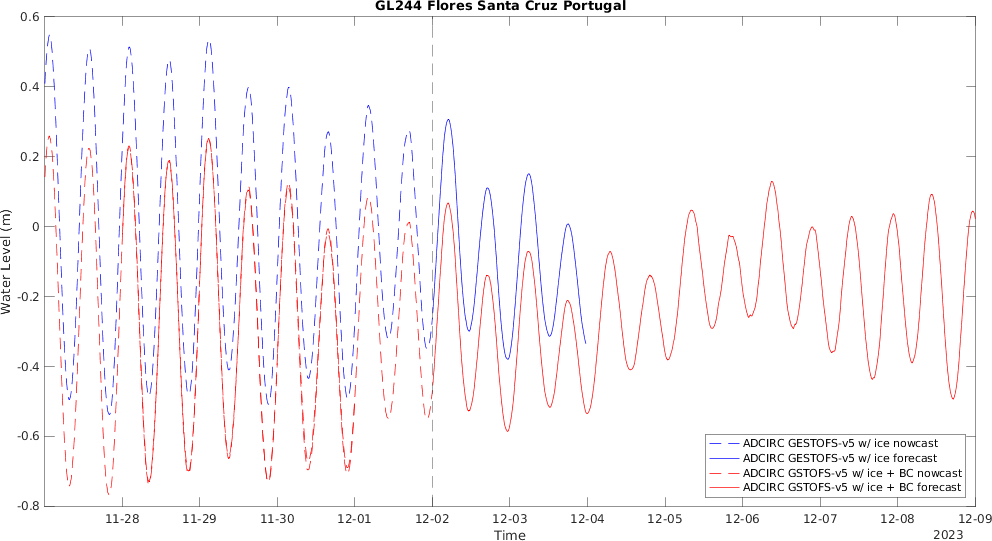 GL244 Flores Santa Cruz Portugal
0.6
0.4
0.2
0
-0.2
-0.4
-0.6
-0.8
Water Level (m)
ADCIRC GESTOFS-v5 w/ ice nowcast
ADCIRC GESTOFS-v5 w/ ice forecast
ADCIRC GSTOFS-v5 w/ ice + BC nowcast
ADCIRC GSTOFS-v5 w/ ice + BC forecast
11-28 11-29 11-30 12-01 12-02 12-03 12-04 12-05 12-06 12-07 12-08 12-09
Time
2023